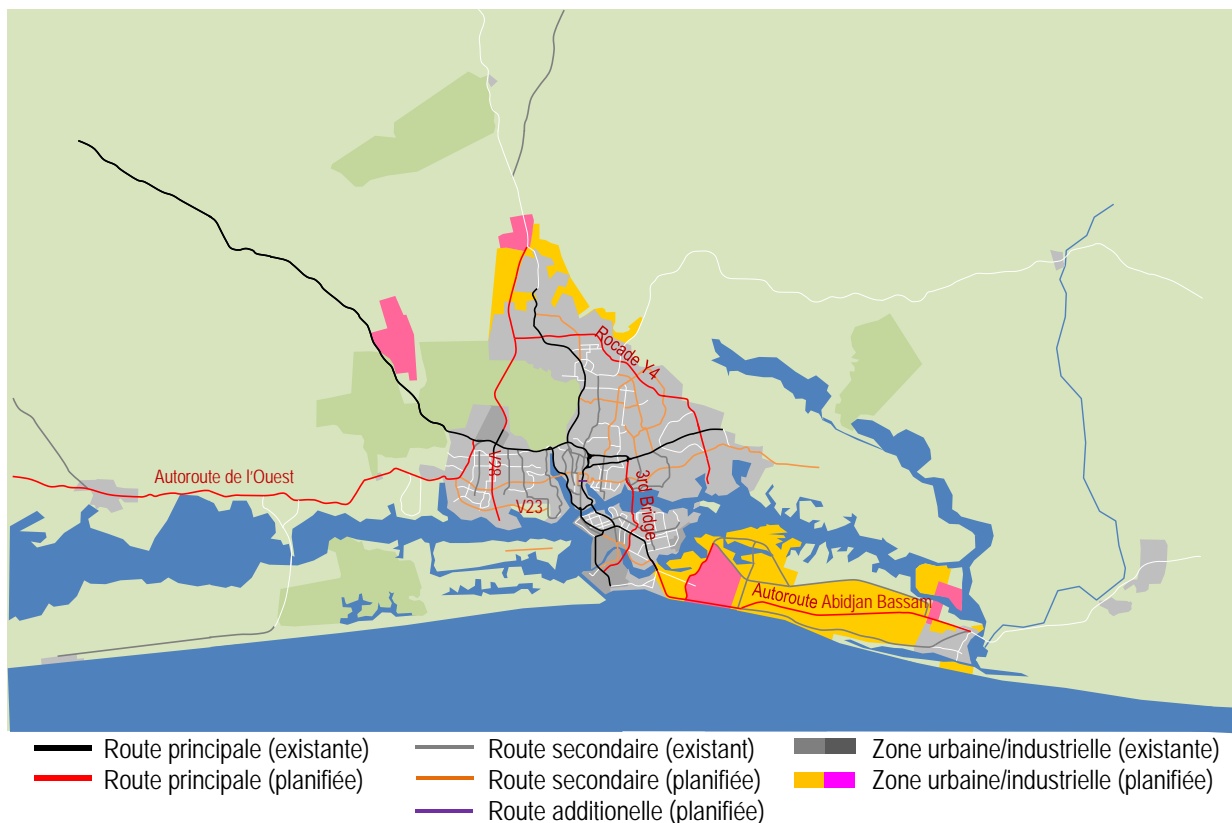 Rocade Y4
Autoroute de l'Ouest
V28
V23
3rd Bridge
Autoroute Abidjan Bassam
Route principale (existante)
Route secondaire (existant)
Zone urbaine/industrielle (existante)
Route principale (planifiée)
Route secondaire (planifiée)
Zone urbaine/industrielle (planifiée)
Route additionelle (planifiée)